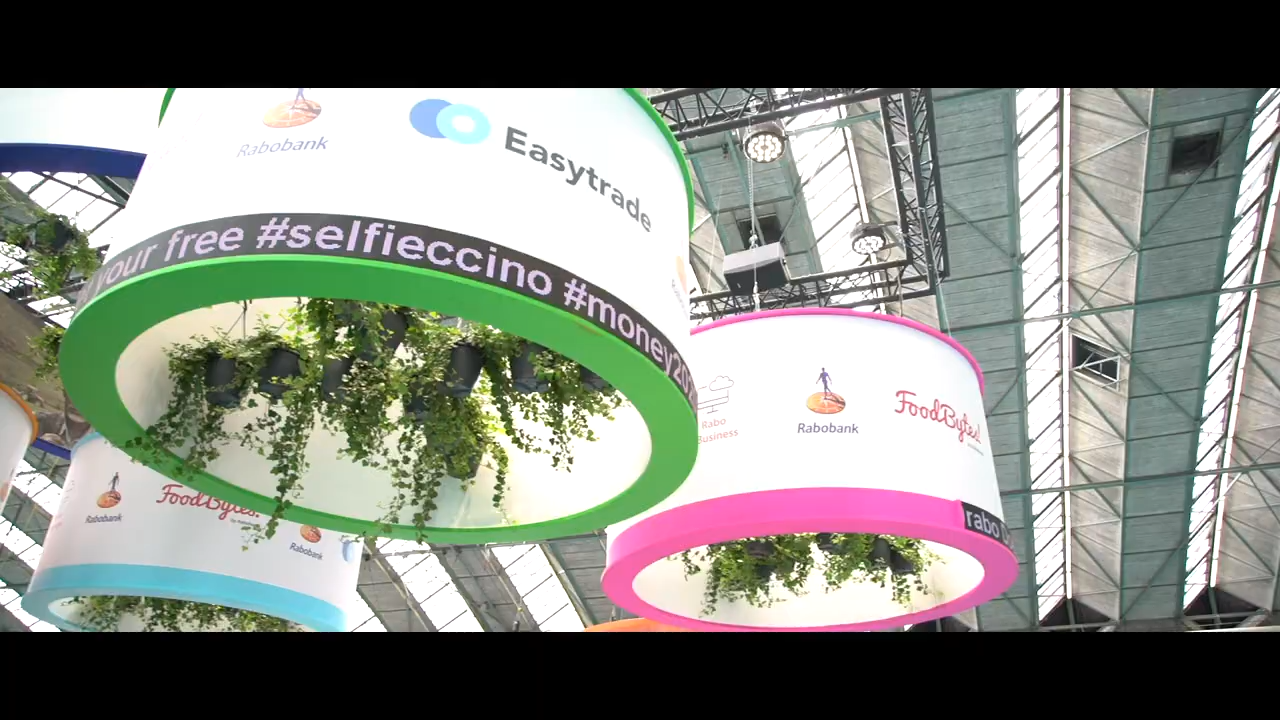 Rabobank
Easytrade
your free #selfieccino #money20
Rabo
Business
Rabobank
FoodBytes!
rabo
Rabobank
FoodBytes!
Rabobank